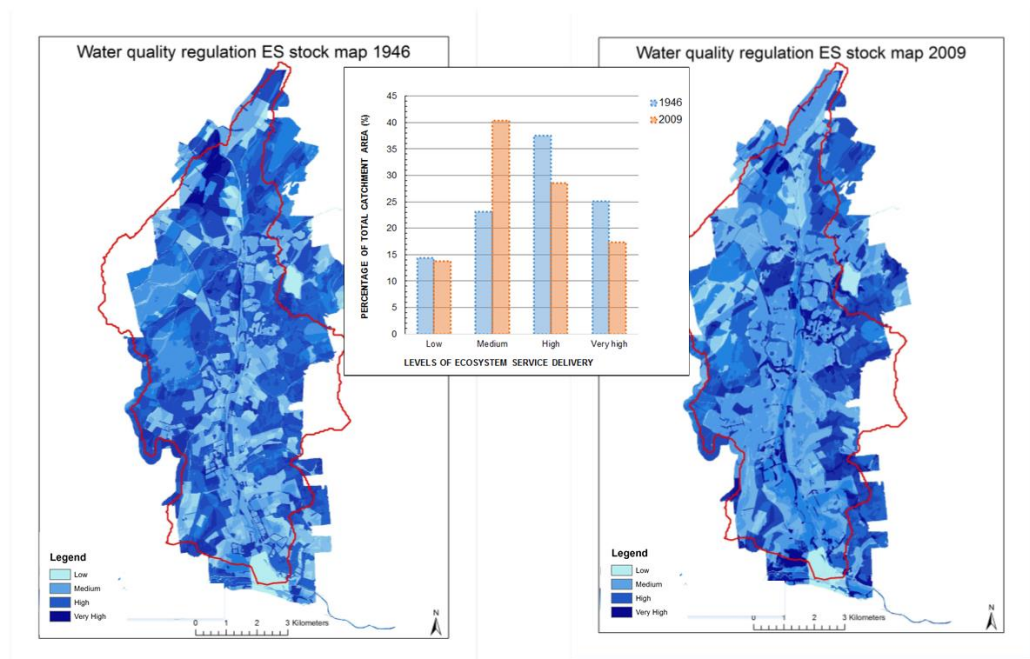 Water quality regulation ES stock map 1946
Water quality regulation ES stock map 2009
45
40
35
30
25
20
15
10
5
0
PERCENTAGE OF TOTAL CATCHMENT AREA (%)
1946
2009
Low Medium High Very high
LEVELS OF ECOSYSTEM SERVICE DELIVERY
Legend
Low
Medium
High
Very High
0 1 2 3 Kilometers
N
Legend
Low
Medium
High
Very High
0 1 2 3 Kilometers
N